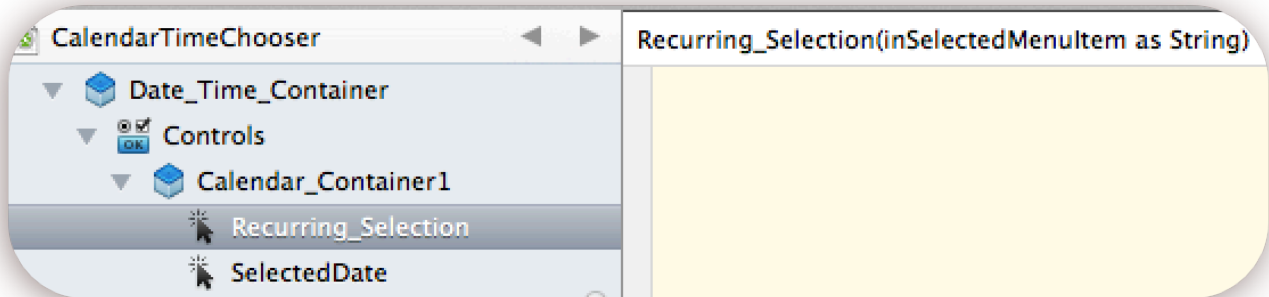 CalendarTimeChooser
Date_Time_Container
OK Controls
Calendar_Container1
Recurring_Selection
SelectedDate
Recurring_Selection(inSelectedMenuItem as String)